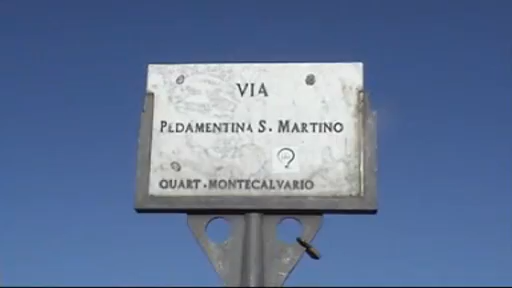 VIA
PEDAMENTINA S. MARTINO
QUART. MONTECALVARIO